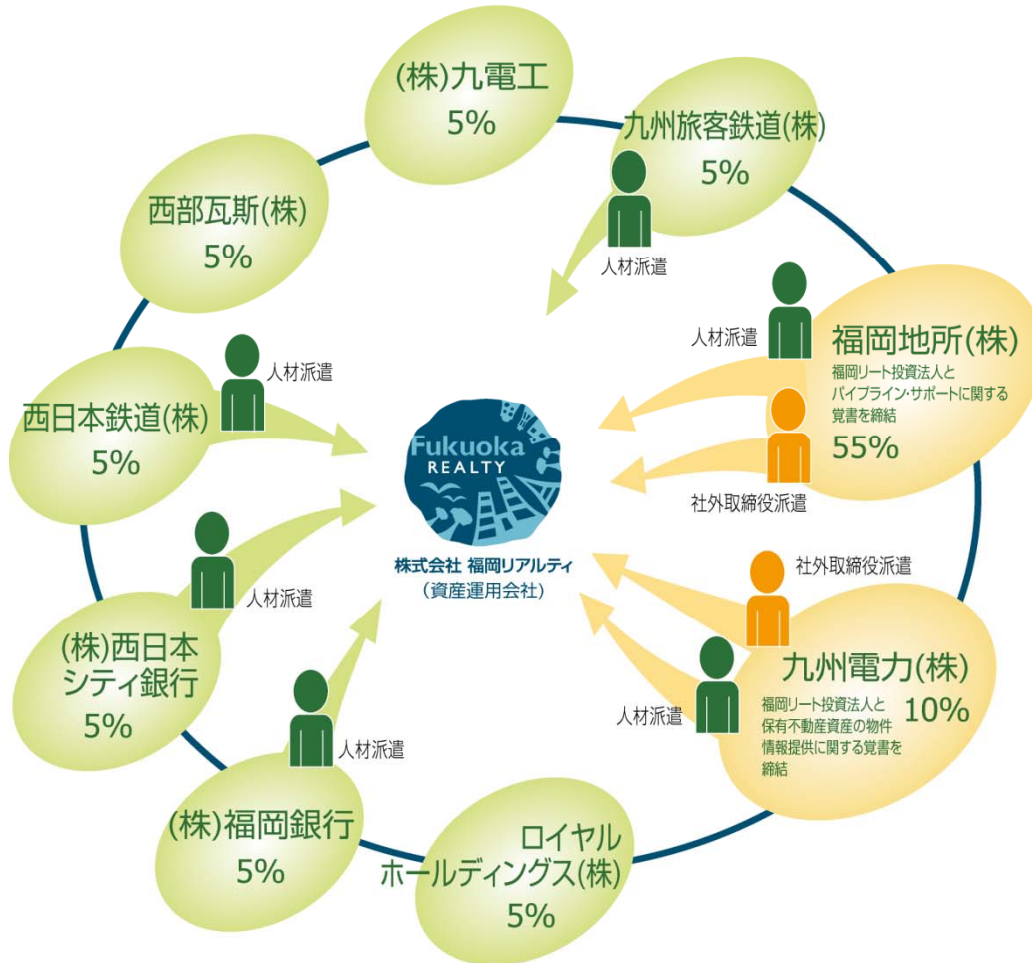 (株)九電工
5%
九州旅客鉄道(株)
5%
人材派遣
西部瓦斯(株)
5%
人材派遣
福岡地所(株)
福岡リート投資法人と
パイプライン・サポートに関する
覚書を締結
55%
社外取締役派遣
人材派遣
西日本鉄道(株)
5%
Fukuoka
REALTY
株式会社 福岡リアルティ
(資産運用会社)
社外取締役派遣
九州電力(株)
福岡リート投資法人と
保有不動産資産の物件
情報提供に関する覚書を
締結
10%
人材派遣
人材派遣
(株)西日本
シティ銀行
5%
人材派遣
(株)福岡銀行
5%
ロイヤル
ホールディングス(株)
5%